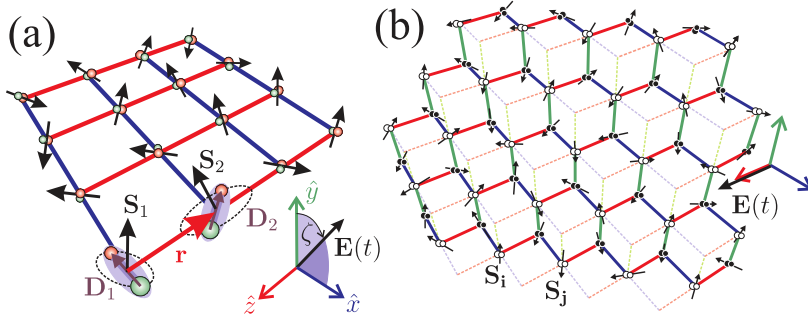 (a)
(b)
S₂
ŷ
S₁
ζ
E(t)
D₂
r
D₁
ẑ
x̂
E(t)
Sᵢ
Sⱼ